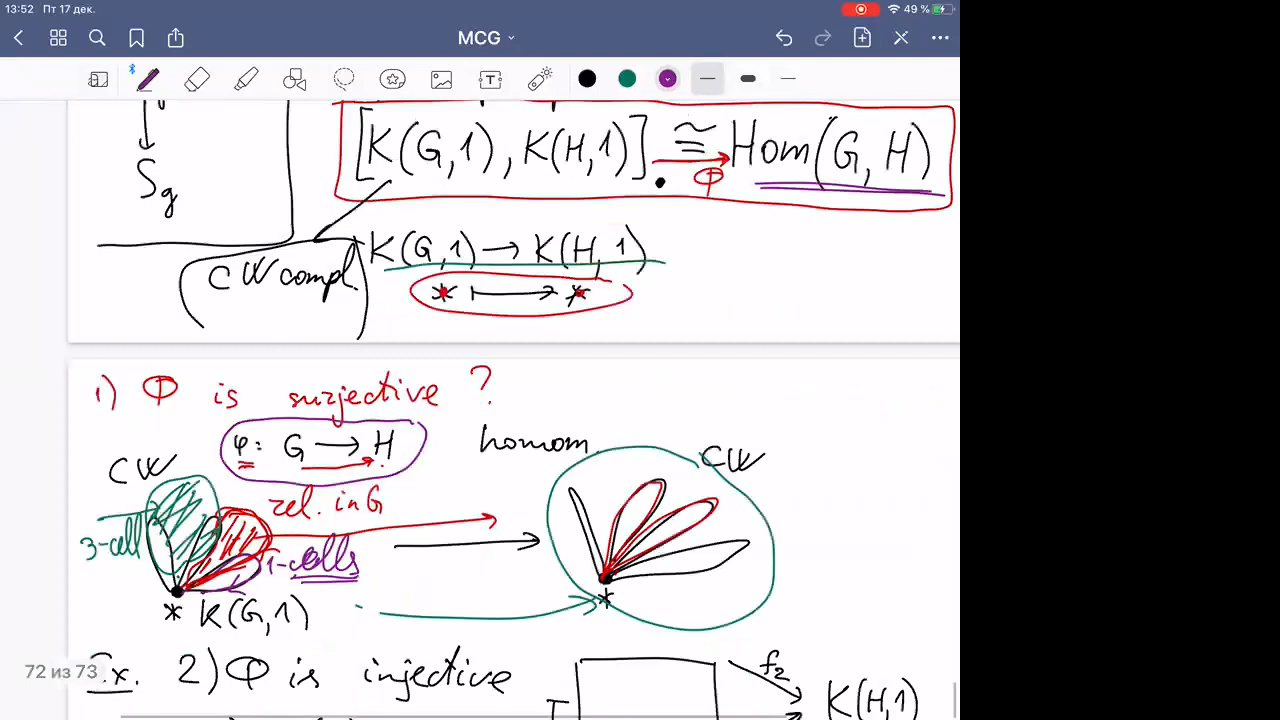 13:52 Пт 17 дек.
49 %
MCG
[K(G,1), K(H,1)]. ≅ Hom(G, H)
Φ
S_g
K(G,1) → K(H,1)
CW compl.
* ↦ *
1) Φ is surjective ?
φ: G → H homom.
CW
CW
rel. in G
3-cell
1-cells
* K(G,1)
*
72 из 73
Ex. 2) Φ is injective
f₂
I
K(H,1)